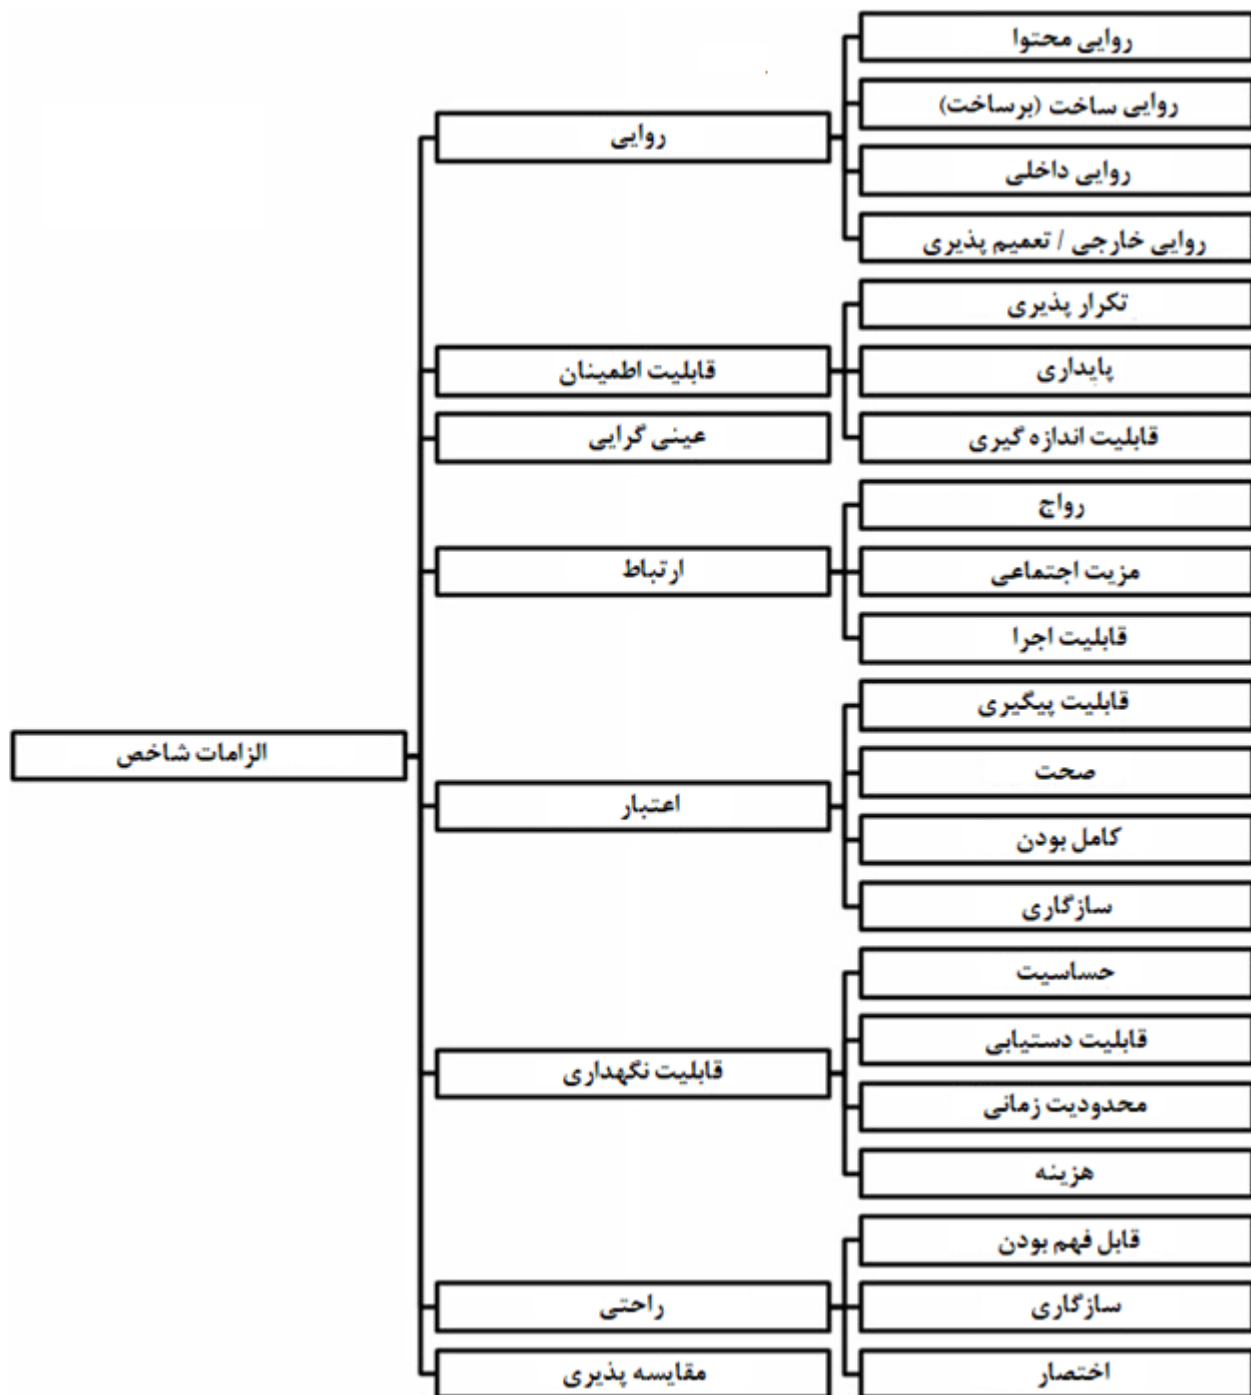 الزامات شاخص
روایی
روایی محتوا
روایی ساخت (برساخت)
روایی داخلی
روایی خارجی / تعمیم پذیری
قابلیت اطمینان
تکرار پذیری
پایداری
قابلیت اندازه گیری
عینی گرایی
ارتباط
رواج
مزیت اجتماعی
قابلیت اجرا
اعتبار
قابلیت پیگیری
صحت
کامل بودن
سازگاری
قابلیت نگهداری
حساسیت
قابلیت دستیابی
محدودیت زمانی
هزینه
راحتی
قابل فهم بودن
سازگاری
اختصار
مقایسه پذیری